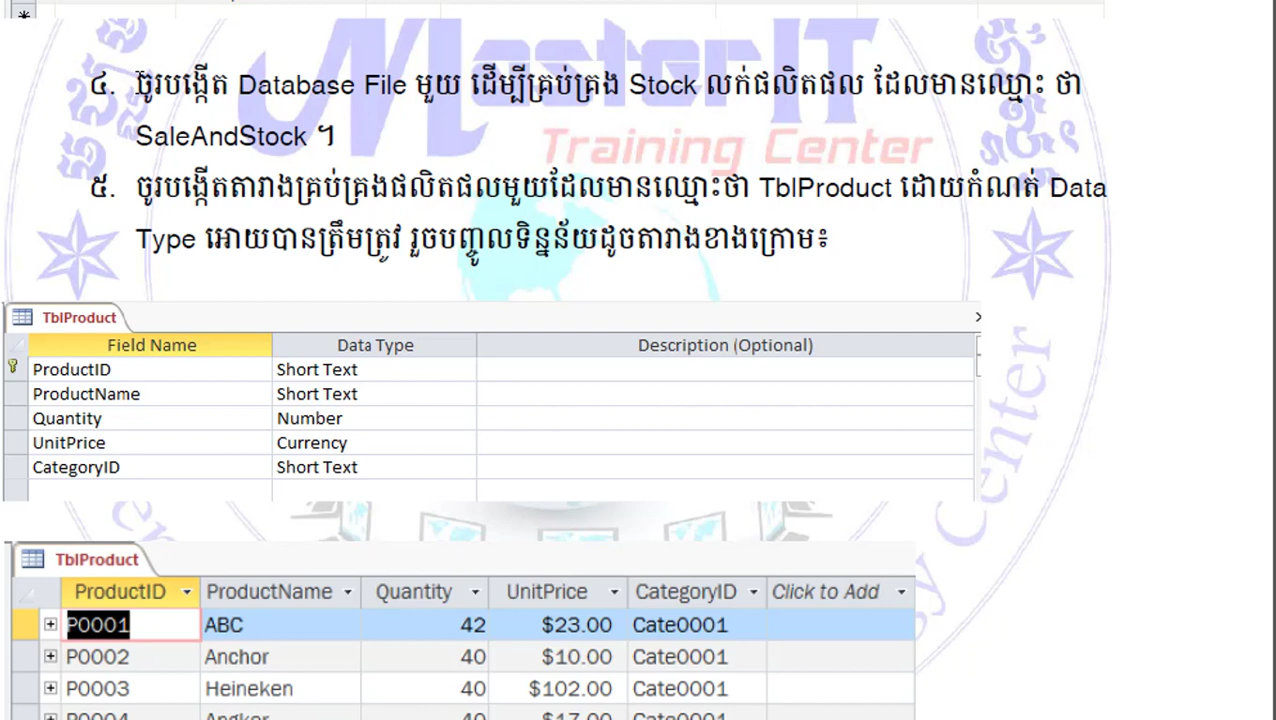 MasterIT
Training Center
៤. ចូរបង្កើត Database File មួយ ដើម្បីគ្រប់គ្រង Stock លក់ផលិតផល ដែលមានឈ្មោះ ថា
SaleAndStock ។
៥. ចូរបង្កើតតារាងគ្រប់គ្រងផលិតផលមួយដែលមានឈ្មោះថា TblProduct ដោយកំណត់ Data
Type អោយបានត្រឹមត្រូវ រួចបញ្ចូលទិន្នន័យដូចតារាងខាងក្រោម៖
TblProduct
Field Name Data Type Description (Optional)
ProductID Short Text
ProductName Short Text
Quantity Number
UnitPrice Currency
CategoryID Short Text
TblProduct
ProductID ProductName Quantity UnitPrice CategoryID Click to Add
P0001 ABC 42 $23.00 Cate0001
P0002 Anchor 40 $10.00 Cate0001
P0003 Heineken 40 $102.00 Cate0001
P0004 Angkor 40 $17.00 Cate0001